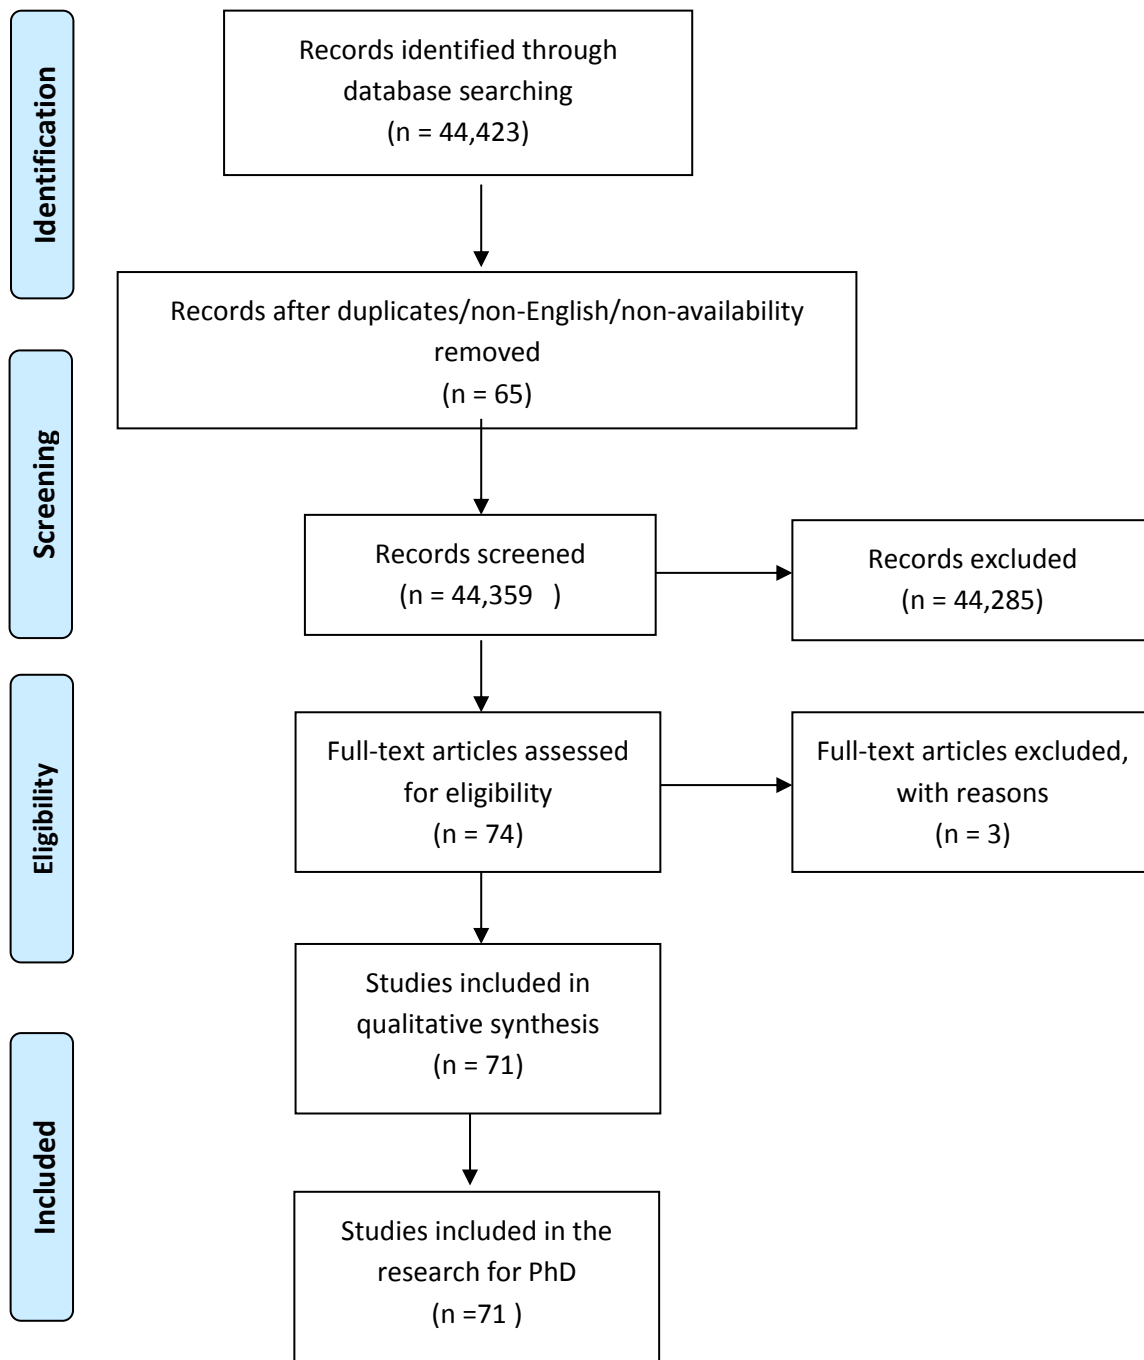 Identification
Records identified through
database searching
(n = 44,423)
Records after duplicates/non-English/non-availability
removed
(n = 65)
Screening
Records screened
(n = 44,359   )
Records excluded
(n = 44,285)
Eligibility
Full-text articles assessed
for eligibility
(n = 74)
Full-text articles excluded,
with reasons
(n = 3)
Included
Studies included in
qualitative synthesis
(n = 71)
Studies included in the
research for PhD
(n =71 )